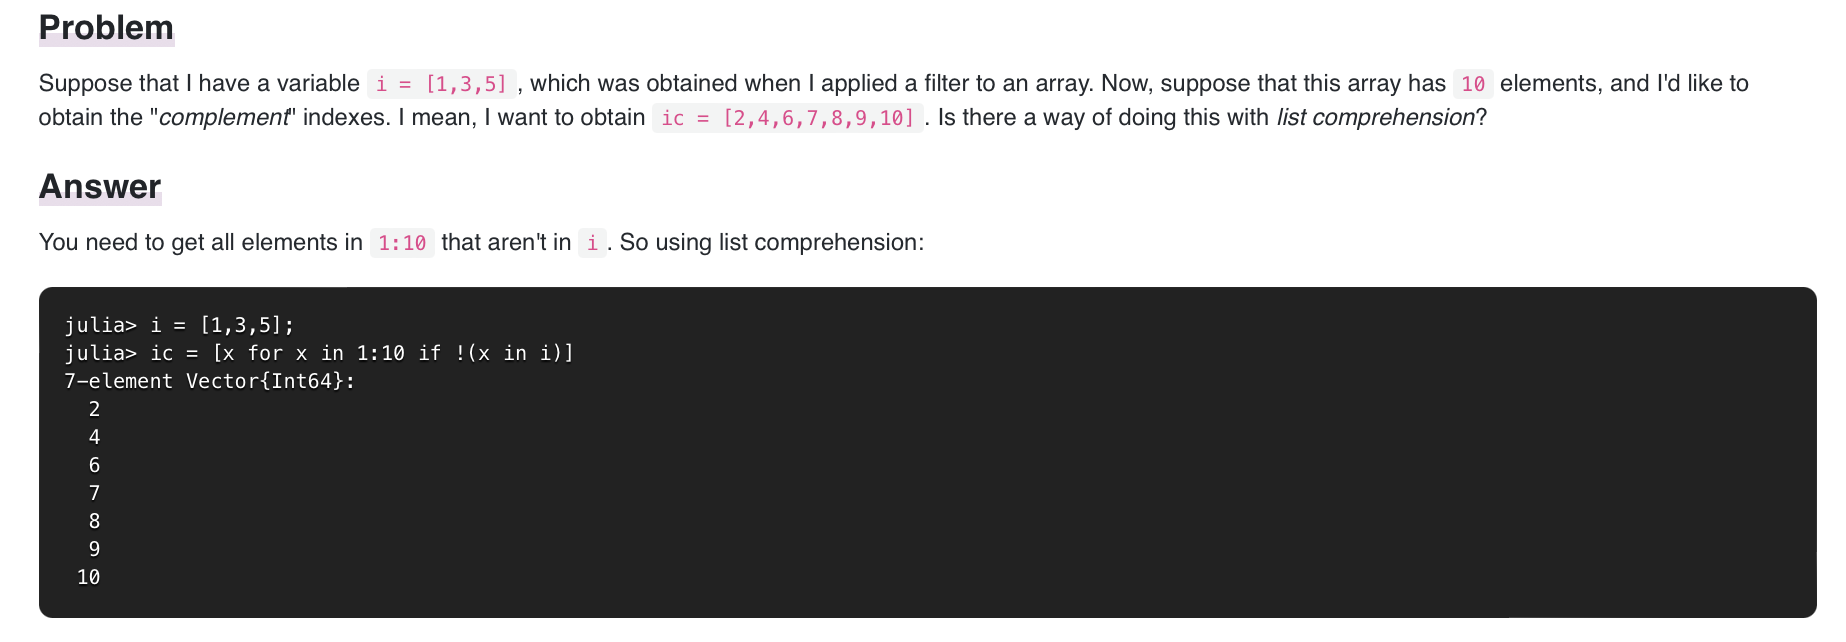 Problem
Suppose that I have a variable i = [1,3,5] , which was obtained when I applied a filter to an array. Now, suppose that this array has 10 elements, and I'd like to
obtain the "complement" indexes. I mean, I want to obtain ic = [2,4,6,7,8,9,10] . Is there a way of doing this with list comprehension?
Answer
You need to get all elements in 1:10 that aren't in i . So using list comprehension:
julia> i = [1,3,5];
julia> ic = [x for x in 1:10 if !(x in i)]
7-element Vector{Int64}:
2
4
6
7
8
9
10